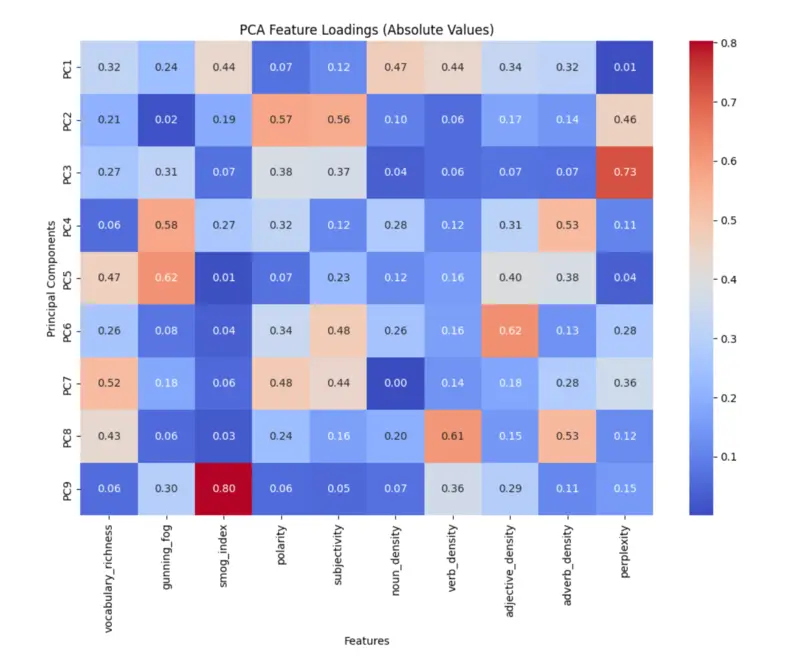 PCA Feature Loadings (Absolute Values)
PC1 0.32 0.24 0.44 0.07 0.12 0.47 0.44 0.34 0.32 0.01
PC2 0.21 0.02 0.19 0.57 0.56 0.10 0.06 0.17 0.14 0.46
PC3 0.27 0.31 0.07 0.38 0.37 0.04 0.06 0.07 0.07 0.73
PC4 0.06 0.58 0.27 0.32 0.12 0.28 0.12 0.31 0.53 0.11
PC5 0.47 0.62 0.01 0.07 0.23 0.12 0.16 0.40 0.38 0.04
PC6 0.26 0.08 0.04 0.34 0.48 0.26 0.16 0.62 0.13 0.28
PC7 0.52 0.18 0.06 0.48 0.44 0.00 0.14 0.18 0.28 0.36
PC8 0.43 0.06 0.03 0.24 0.16 0.20 0.61 0.15 0.53 0.12
PC9 0.06 0.30 0.80 0.06 0.05 0.07 0.36 0.29 0.11 0.15
Principal Components
vocabulary_richness
gunning_fog
smog_index
polarity
subjectivity
noun_density
verb_density
adjective_density
adverb_density
perplexity
Features
0.8
0.7
0.6
0.5
0.4
0.3
0.2
0.1